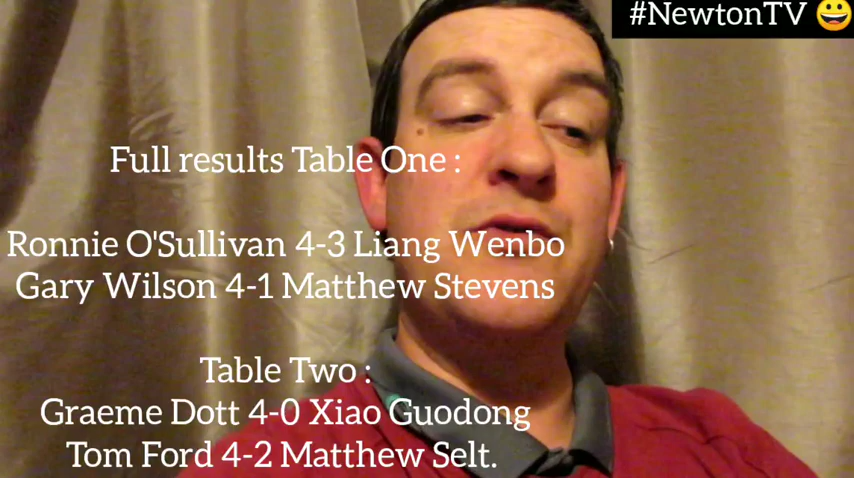 #NewtonTV 😀
Full results Table One :
Ronnie O'Sullivan 4-3 Liang Wenbo
Gary Wilson 4-1 Matthew Stevens
Table Two :
Graeme Dott 4-0 Xiao Guodong
Tom Ford 4-2 Matthew Selt.